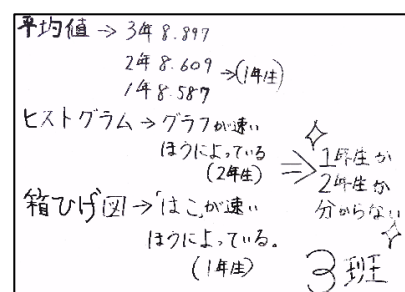 平均値→3年8.897
2年8.609→(1年生)
1年8.587
ヒストグラム→グラフが速い
ほうによっている
(2年生)
⇒1年生か
2年生か
分からない
箱ひげ図→「はこ」が速い
ほうによっている。
(1年生)
3班